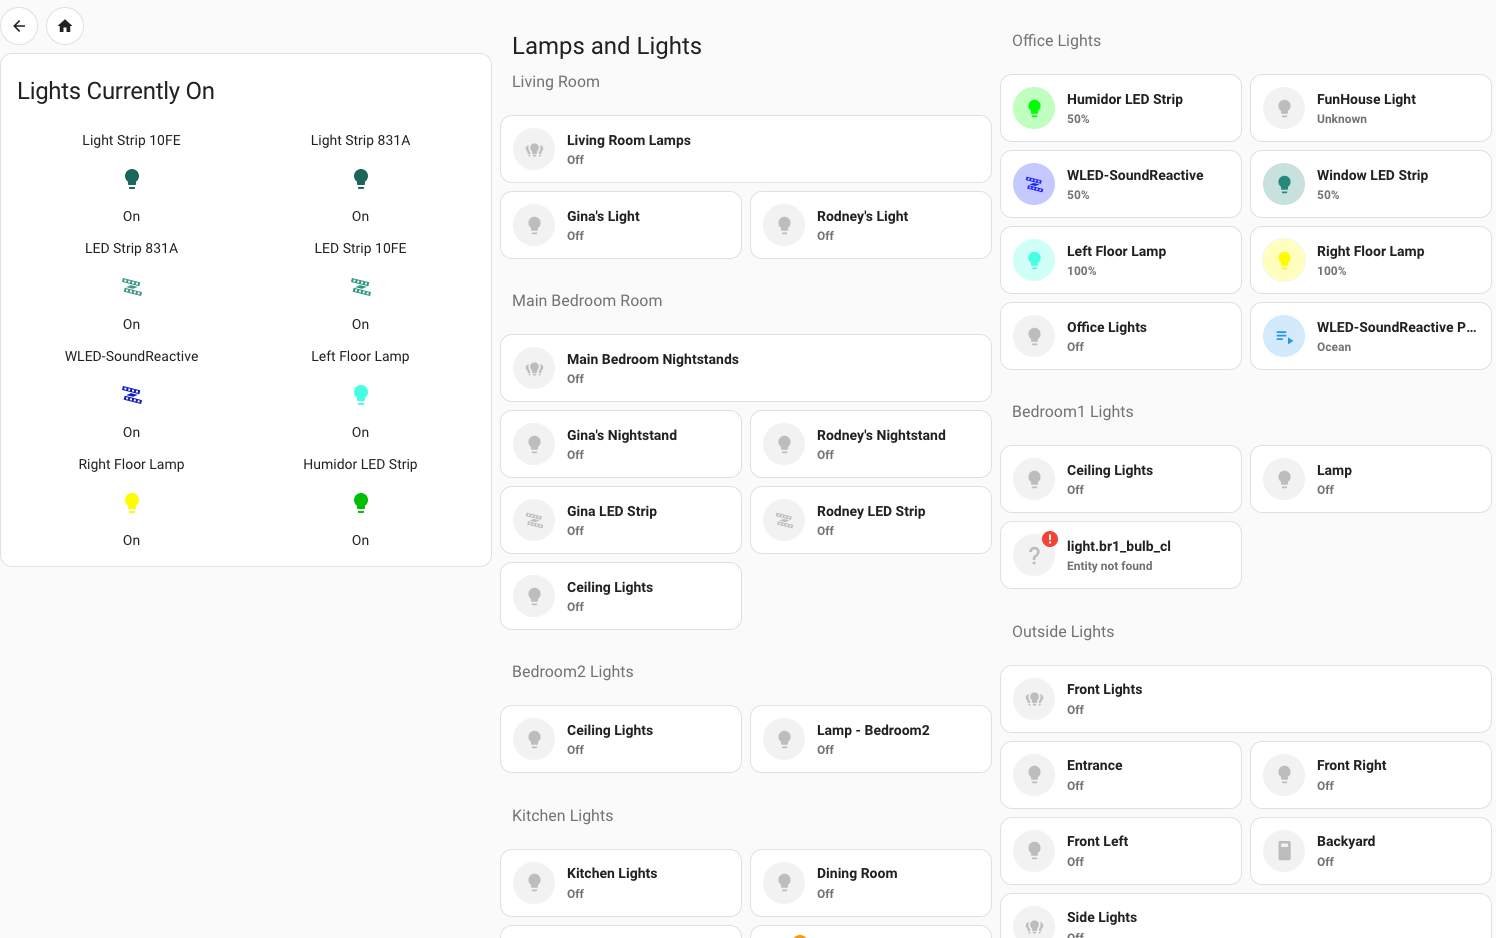 Lights Currently On
Light Strip 10FE
Light Strip 831A
On
On
LED Strip 831A
LED Strip 10FE
On
On
WLED-SoundReactive
Left Floor Lamp
On
On
Right Floor Lamp
Humidor LED Strip
On
On
Lamps and Lights
Living Room
Living Room Lamps
Off
Gina's Light
Off
Rodney's Light
Off
Main Bedroom Room
Main Bedroom Nightstands
Off
Gina's Nightstand
Off
Rodney's Nightstand
Off
Gina LED Strip
Off
Rodney LED Strip
Off
Ceiling Lights
Off
Bedroom2 Lights
Ceiling Lights
Off
Lamp - Bedroom2
Off
Kitchen Lights
Kitchen Lights
Off
Dining Room
Off
Office Lights
Humidor LED Strip
50%
FunHouse Light
Unknown
WLED-SoundReactive
50%
Window LED Strip
50%
Left Floor Lamp
100%
Right Floor Lamp
100%
Office Lights
Off
WLED-SoundReactive P...
Ocean
Bedroom1 Lights
Ceiling Lights
Off
Lamp
Off
light.br1_bulb_cl
Entity not found
Outside Lights
Front Lights
Off
Entrance
Off
Front Right
Off
Front Left
Off
Backyard
Off
Side Lights
Off